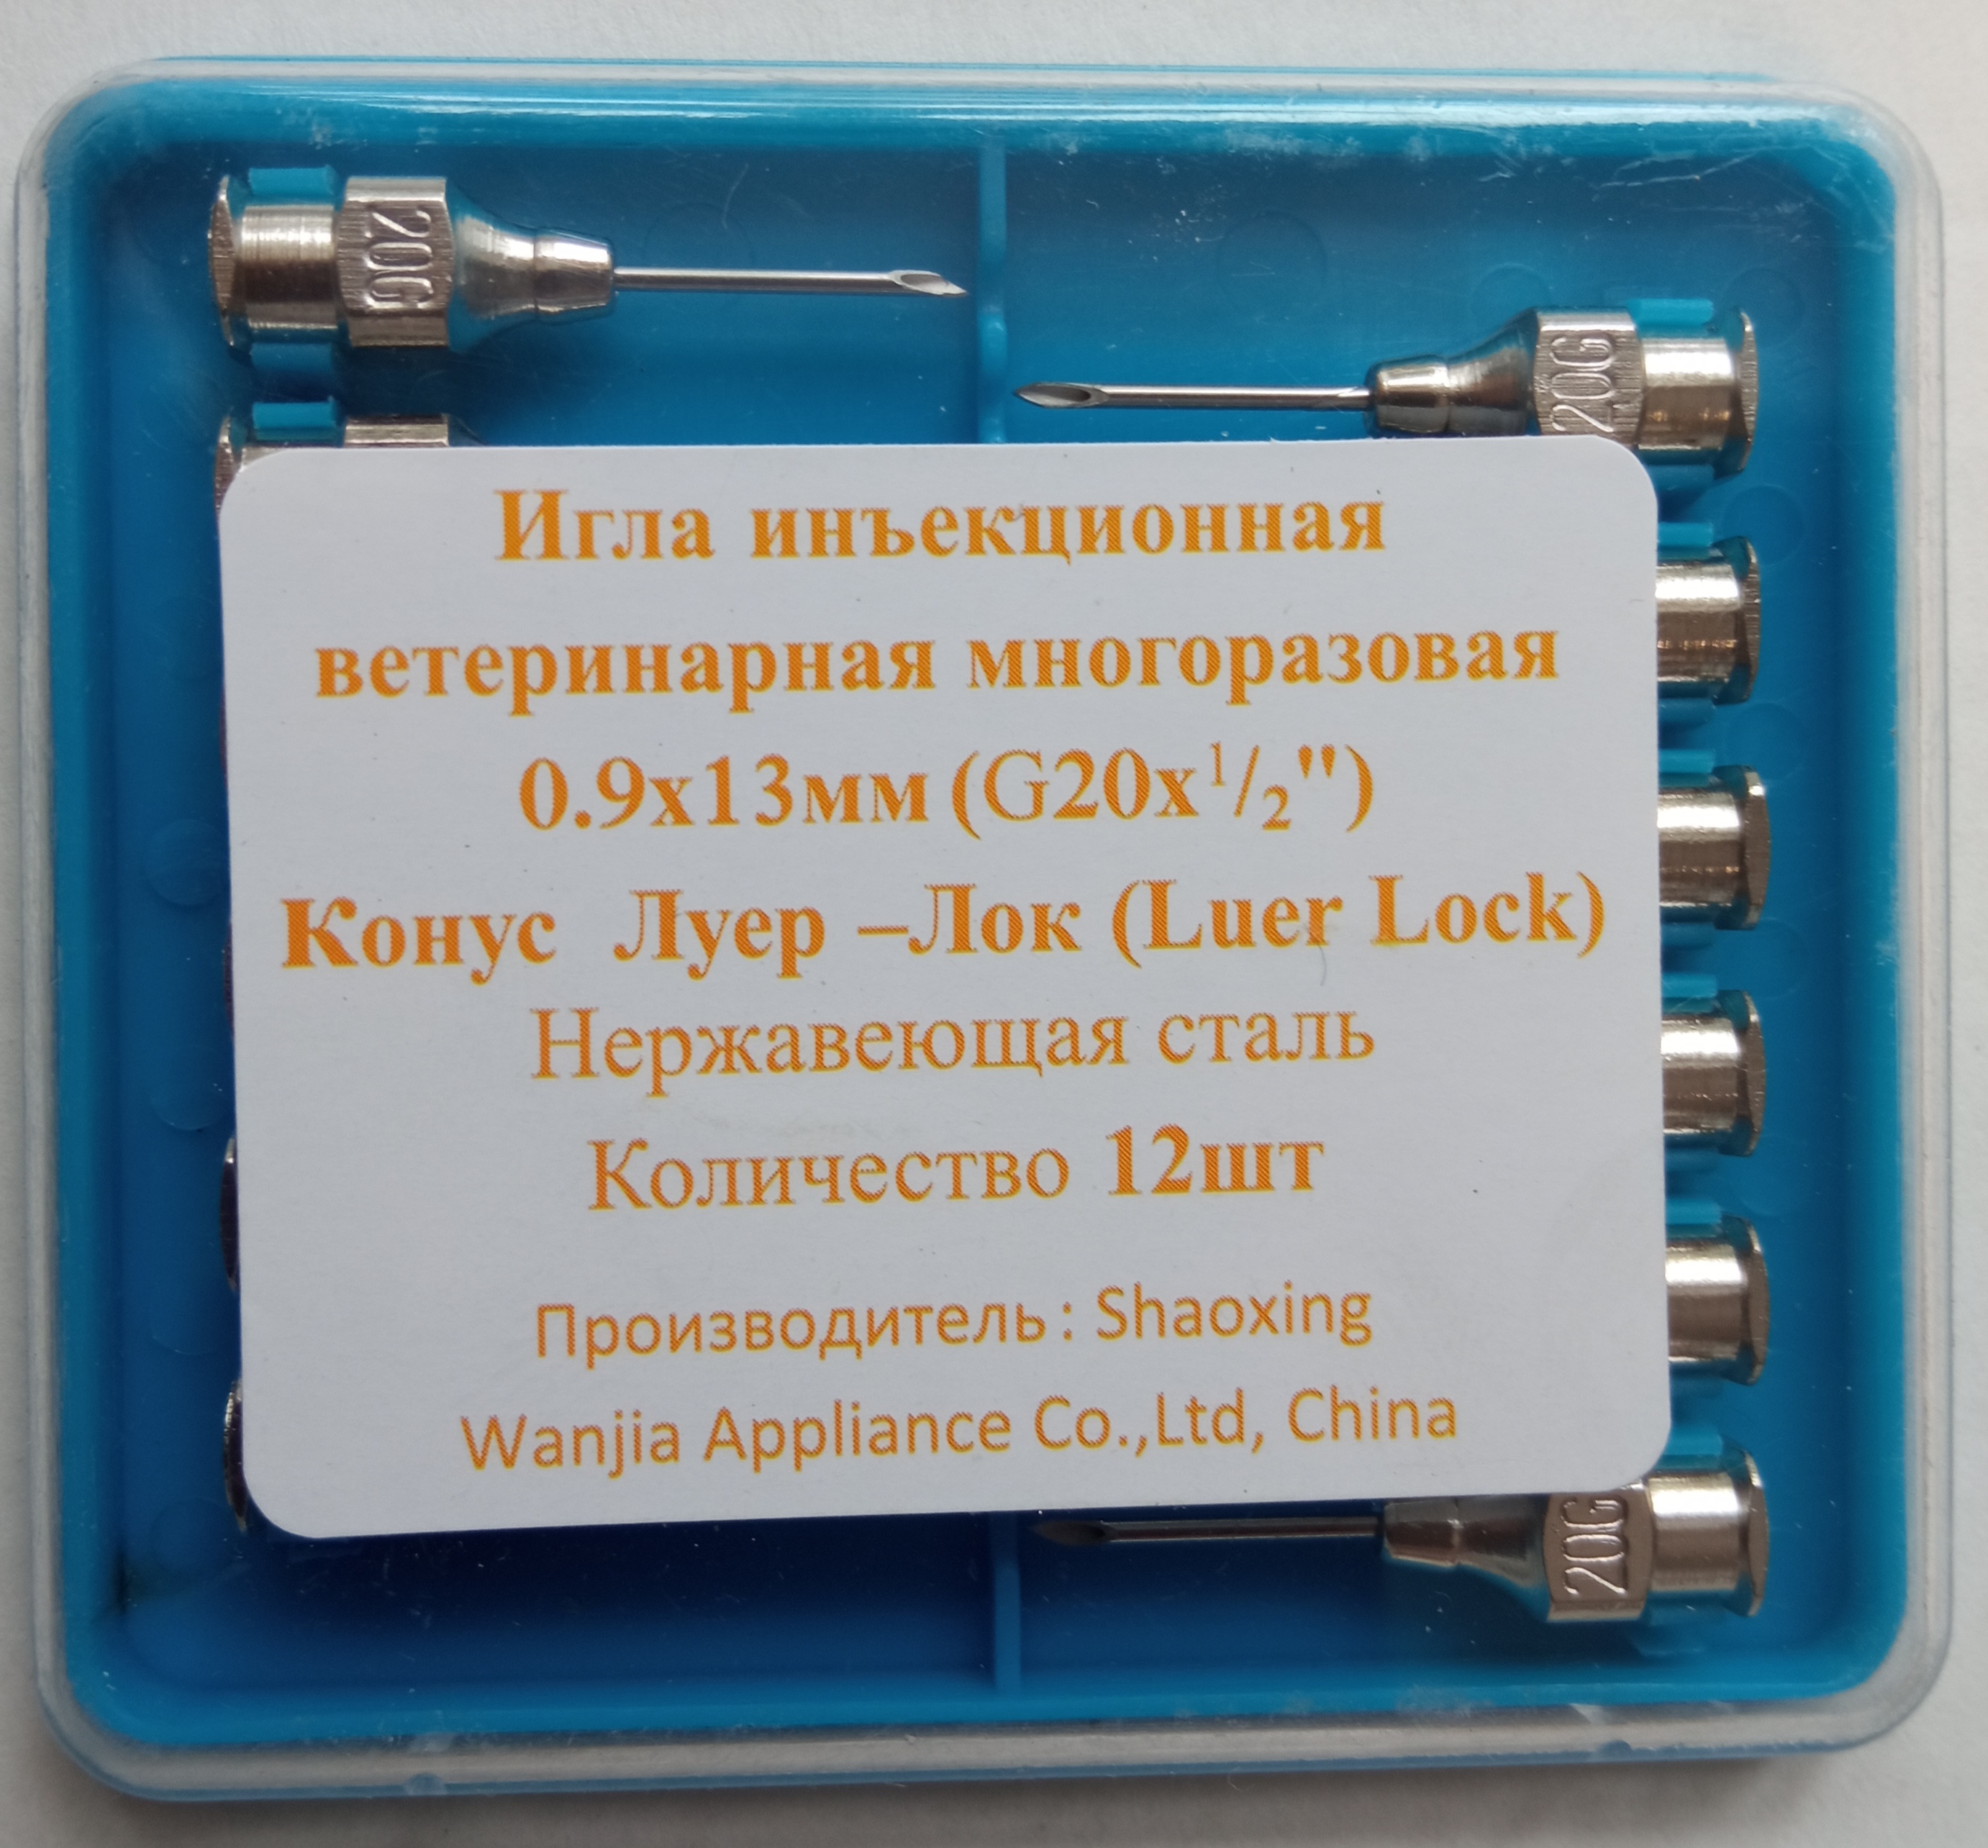 20G
20G
Игла инъекционная
ветеринарная многоразовая
0.9x13мм (G20x1/2")
Конус Луер –Лок (Luer Lock)
Нержавеющая сталь
Количество 12шт
Производитель: Shaoxing
Wanjia Appliance Co.,Ltd, China
20G